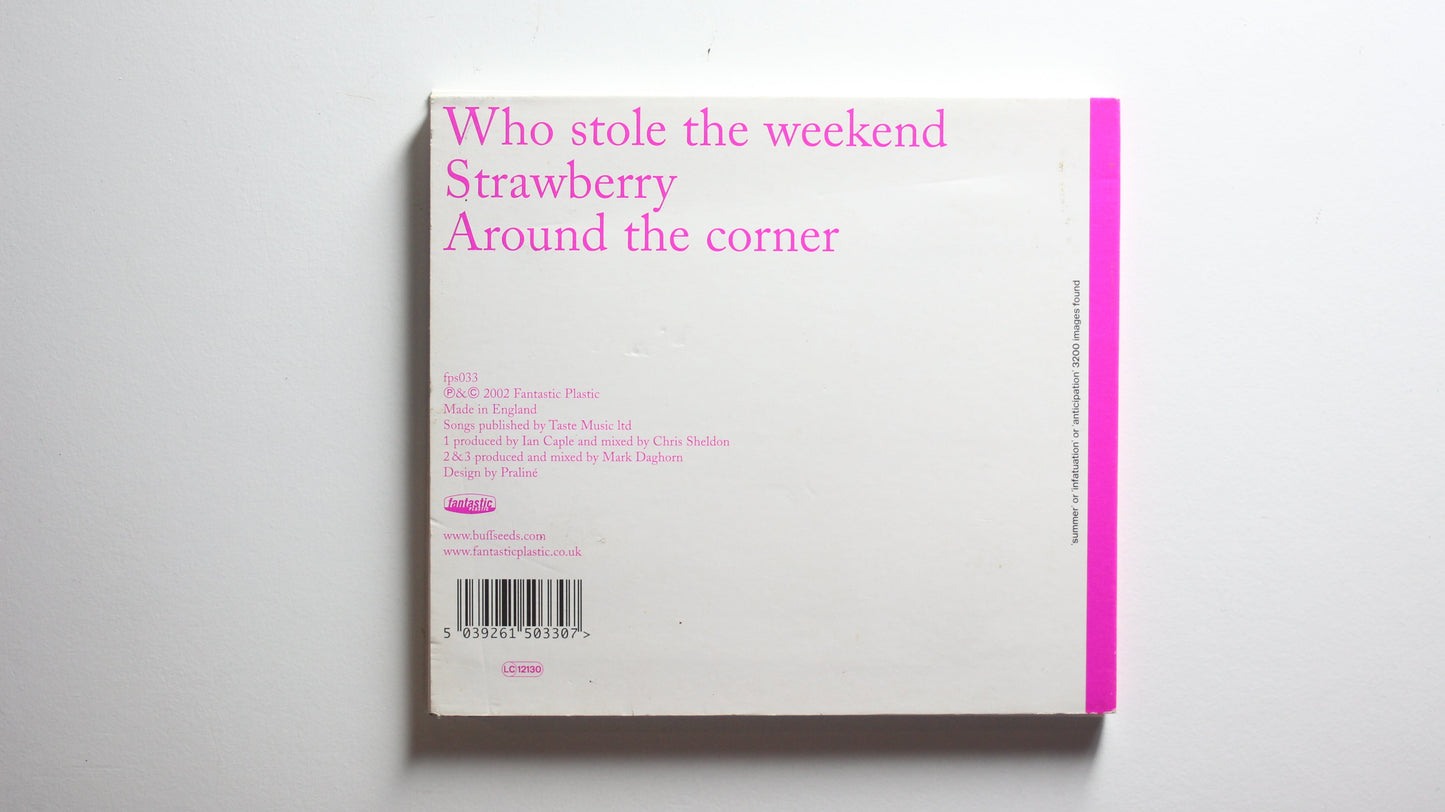 Who stole the weekend
Strawberry
Around the corner
fps033
℗&© 2002 Fantastic Plastic
Made in England
Songs published by Taste Music ltd
1 produced by Ian Caple and mixed by Chris Sheldon
2&3 produced and mixed by Mark Daghorn
Design by Praliné
fantastic
plastic
www.buffseeds.com
www.fantasticplastic.co.uk
5 039261 503307>
LC 12130
'summer' or 'infatuation' or 'anticipation' 3200 images found